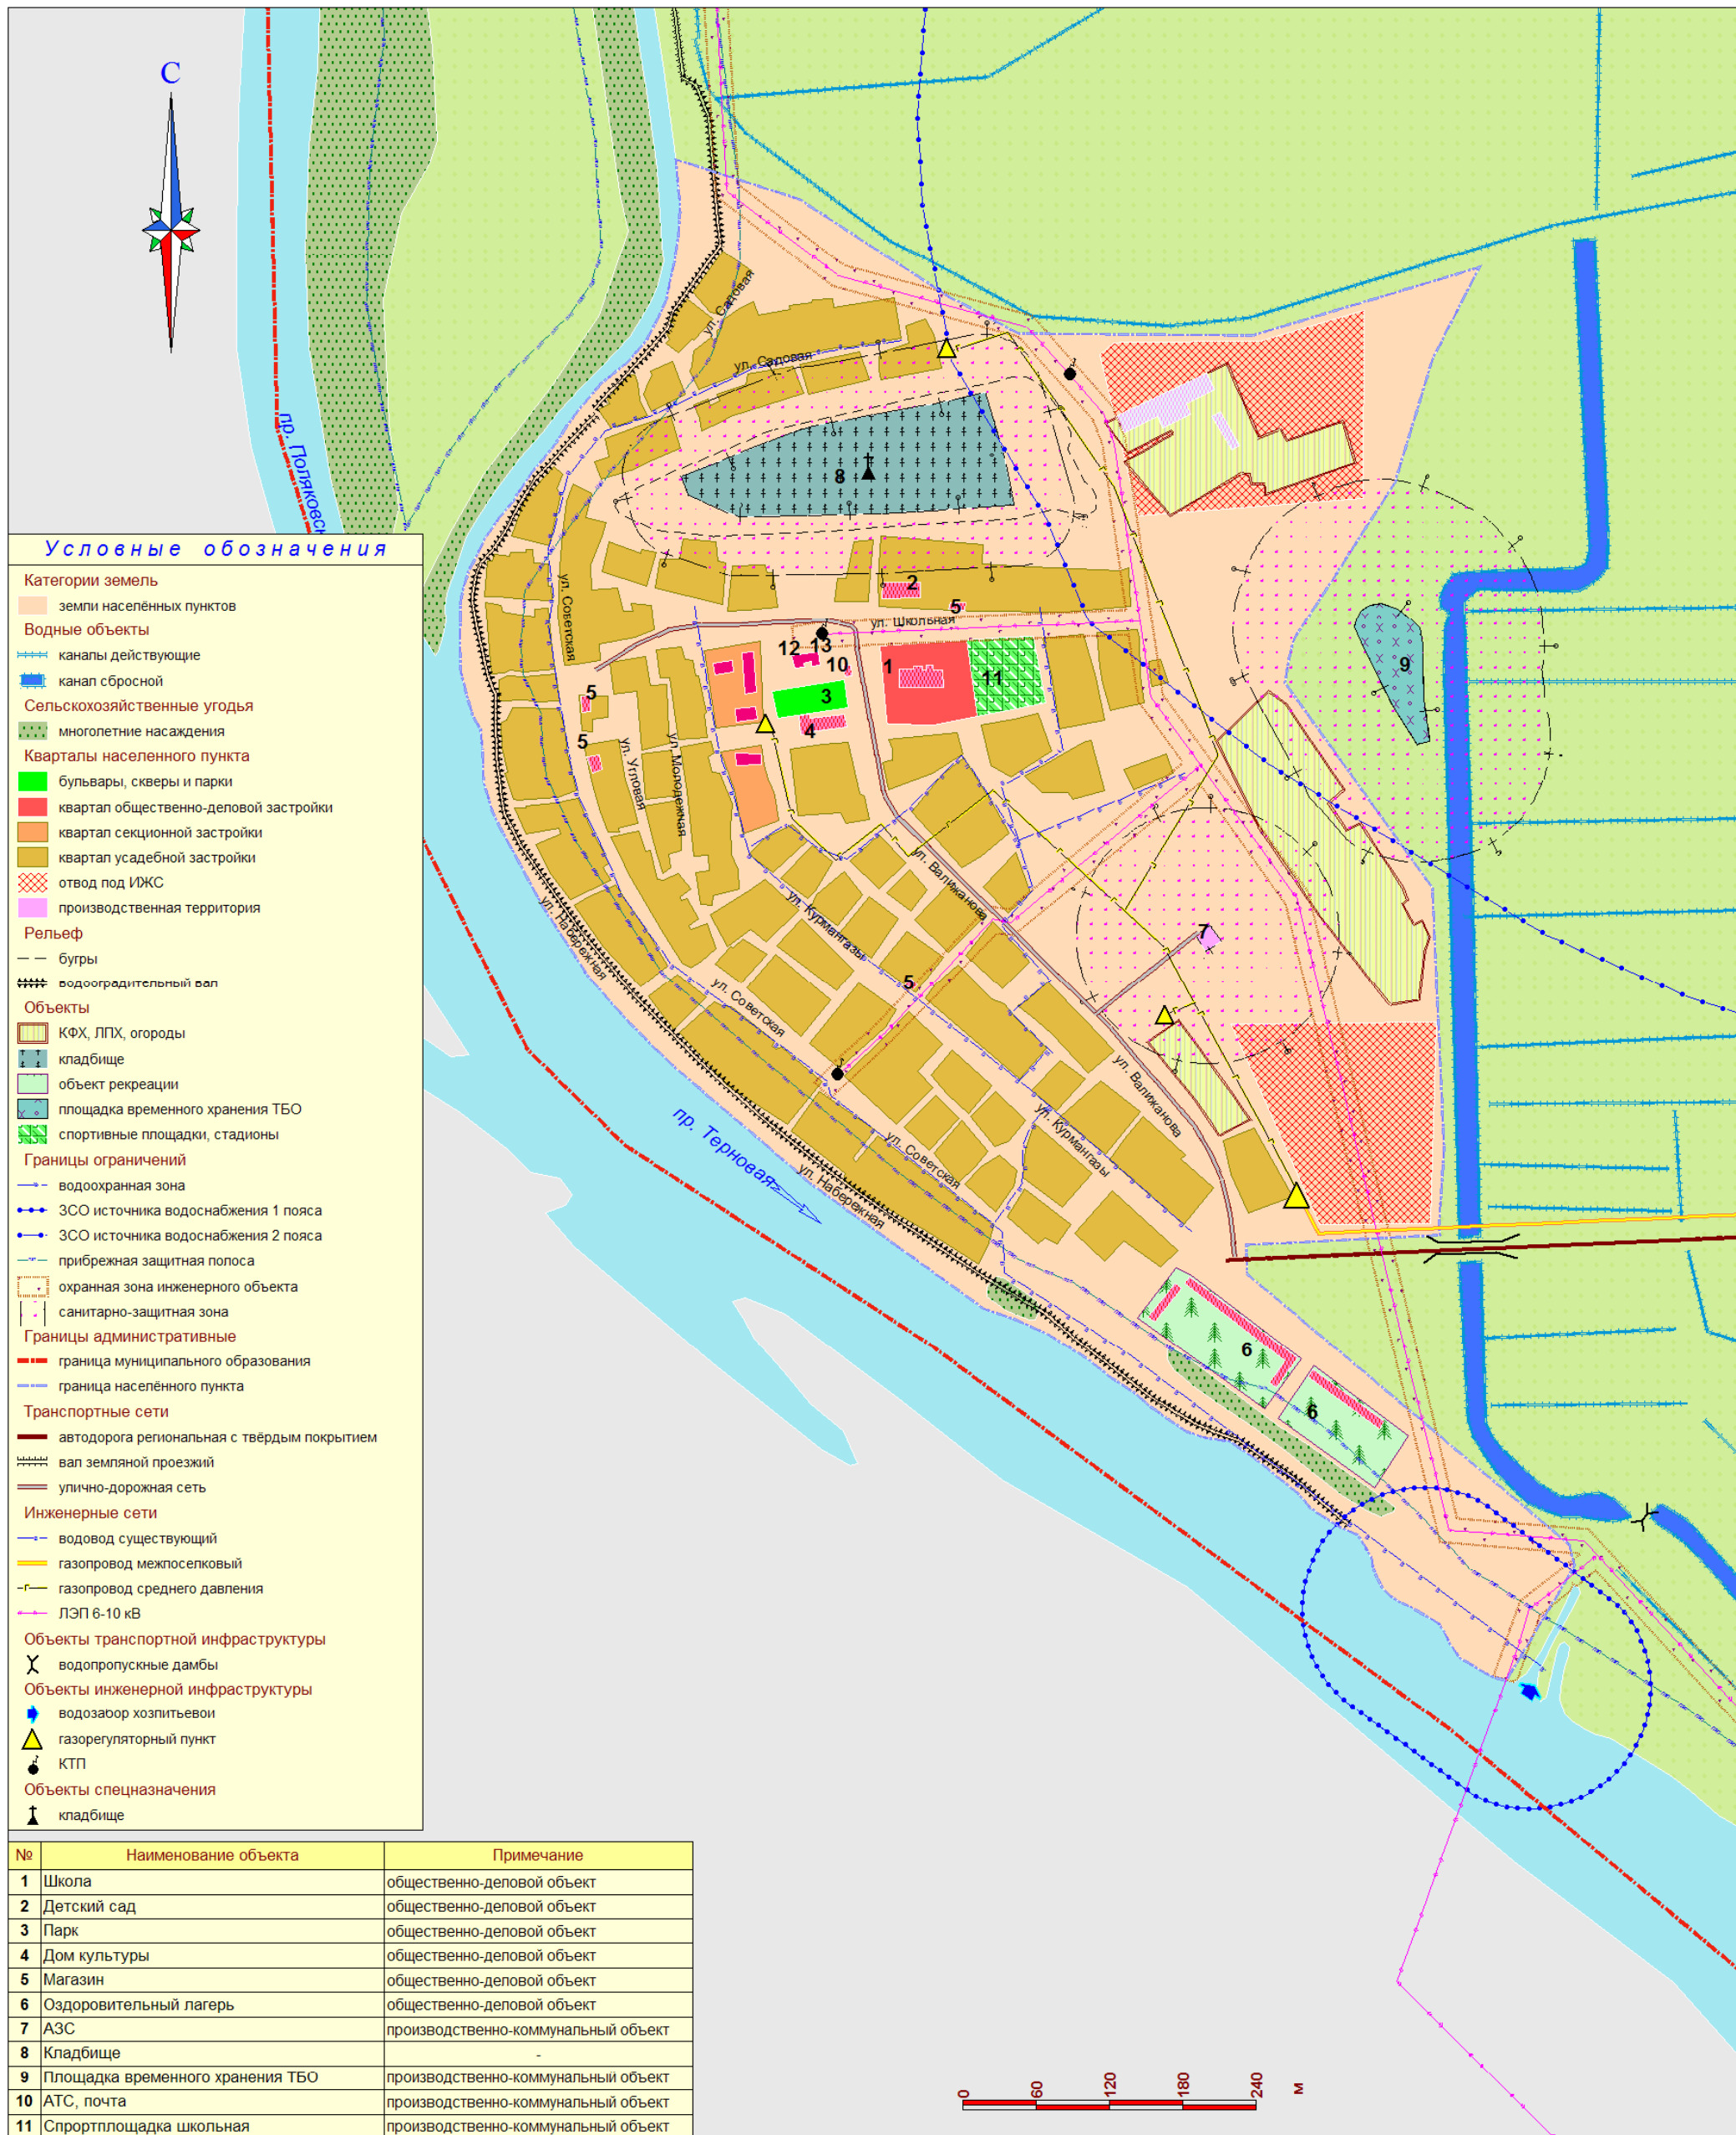 С
пр. Поляковск
ул. Садовая
ул. Садовая
8
2
5
ул. Школьная
ул. Советская
12
13
10
1
11
3
4
5
5
ул. Угловая
ул. Молодежная
9
ул. Валижанова
ул. Курмангазы
ул. Набережная
7
5
ул. Советская
ул. Валижанова
ул. Курмангазы
пр. Терновая
ул. Советская
ул. Набережная
6
6
Условные обозначения
Категории земель
земли населённых пунктов
Водные объекты
каналы действующие
канал сбросной
Сельскохозяйственные угодья
многолетние насаждения
Кварталы населенного пункта
бульвары, скверы и парки
квартал общественно-деловой застройки
квартал секционной застройки
квартал усадебной застройки
отвод под ИЖС
производственная территория
Рельеф
бугры
водооградительный вал
Объекты
КФХ, ЛПХ, огороды
кладбище
объект рекреации
площадка временного хранения ТБО
спортивные площадки, стадионы
Границы ограничений
водоохранная зона
ЗСО источника водоснабжения 1 пояса
ЗСО источника водоснабжения 2 пояса
прибрежная защитная полоса
охранная зона инженерного объекта
санитарно-защитная зона
Границы административные
граница муниципального образования
граница населённого пункта
Транспортные сети
автодорога региональная с твёрдым покрытием
вал земляной проезжий
улично-дорожная сеть
Инженерные сети
водовод существующий
газопровод межпоселковый
газопровод среднего давления
ЛЭП 6-10 кВ
Объекты транспортной инфраструктуры
водопропускные дамбы
Объекты инженерной инфраструктуры
водозабор хозпитьевой
газорегуляторный пункт
КТП
Объекты спецназначения
кладбище
№ Наименование объекта Примечание
1 Школа общественно-деловой объект
2 Детский сад общественно-деловой объект
3 Парк общественно-деловой объект
4 Дом культуры общественно-деловой объект
5 Магазин общественно-деловой объект
6 Оздоровительный лагерь общественно-деловой объект
7 АЗС производственно-коммунальный объект
8 Кладбище -
9 Площадка временного хранения ТБО производственно-коммунальный объект
10 АТС, почта производственно-коммунальный объект
11 Спрортплощадка школьная производственно-коммунальный объект
0 60 120 180 240 м